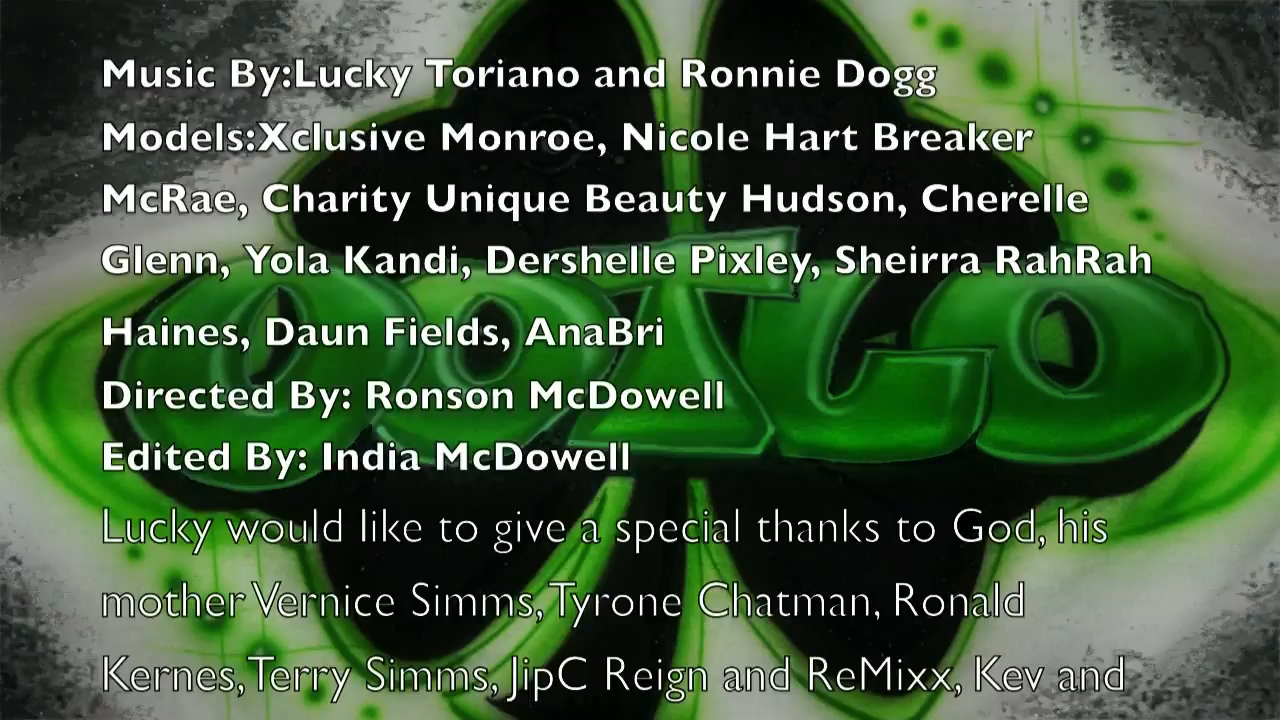 Music By:Lucky Toriano and Ronnie Dogg
Models:Xclusive Monroe, Nicole Hart Breaker
McRae, Charity Unique Beauty Hudson, Cherelle
Glenn, Yola Kandi, Dershelle Pixley, Sheirra RahRah
Haines, Daun Fields, AnaBri
OOTLO
Directed By: Ronson McDowell
Edited By: India McDowell
Lucky would like to give a special thanks to God, his
mother Vernice Simms, Tyrone Chatman, Ronald
Kernes, Terry Simms, JipC Reign and ReMixx, Kev and